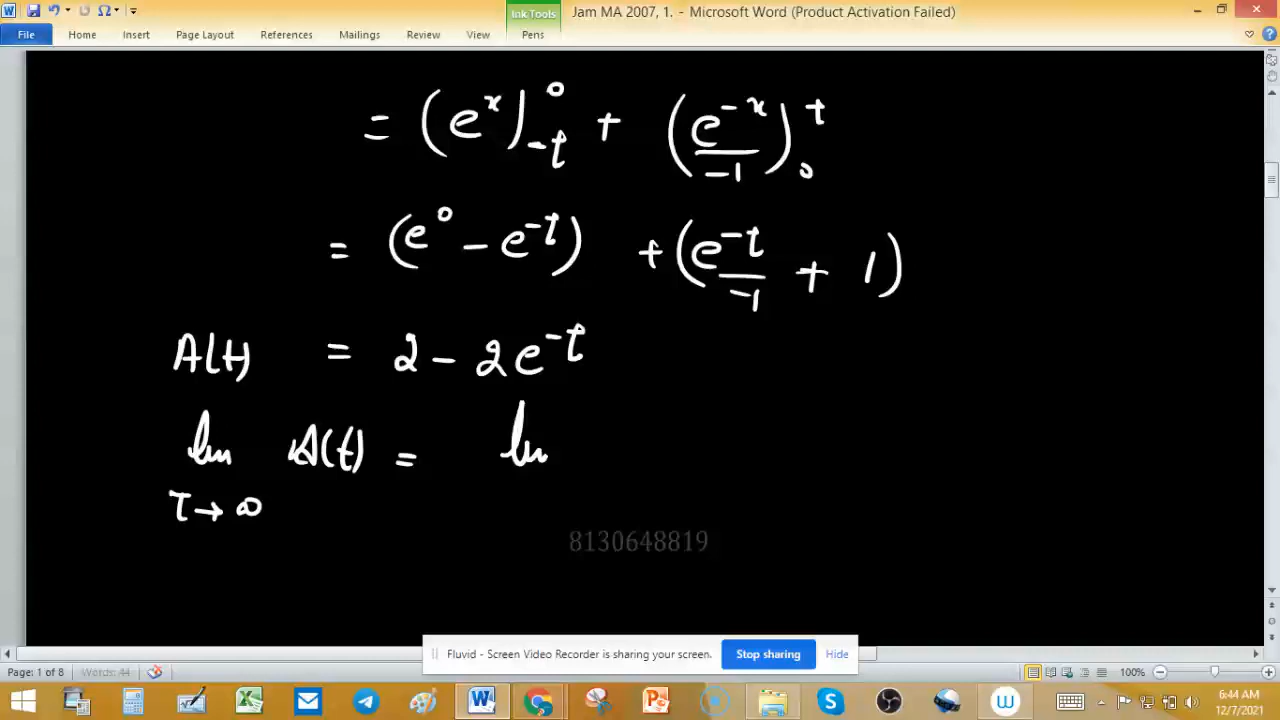 Ink Tools
Jam MA 2007, 1. - Microsoft Word (Product Activation Failed)
File Home Insert Page Layout References Mailings Review View Pens
= (e^x)_{-t}^0 + (e^{-x}/-1)_0^t
= (e^0 - e^{-t}) + (e^{-t}/-1 + 1)
A(t) = 2 - 2e^{-t}
lim A(t) = lim
t → ∞
8130648819
Fluvid - Screen Video Recorder is sharing your screen. Stop sharing Hide
Page: 1 of 8 Words: 44 100%
6:44 AM
12/7/2021